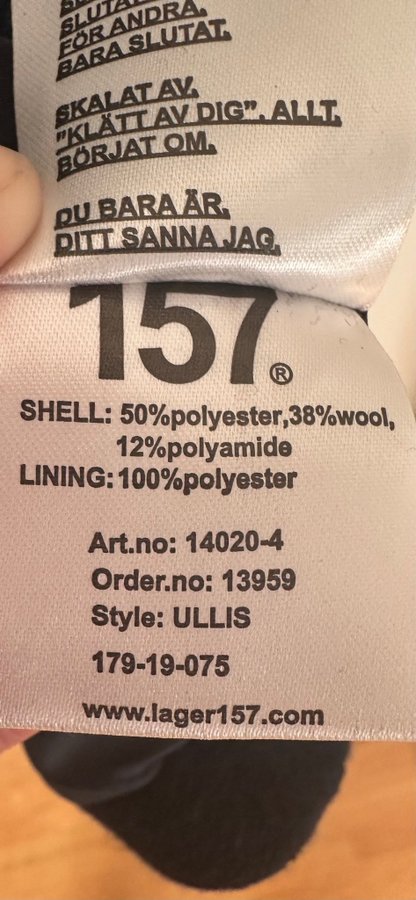 SLUTAT
FÖR ANDRA.
BARA SLUTAT.
SKALAT AV.
"KLÄTT AV DIG". ALLT.
BÖRJAT OM.
DU BARA ÄR.
DITT SANNA JAG.
157®
SHELL: 50%polyester,38%wool,
12%polyamide
LINING:100%polyester
Art.no: 14020-4
Order.no: 13959
Style: ULLIS
179-19-075
www.lager157.com